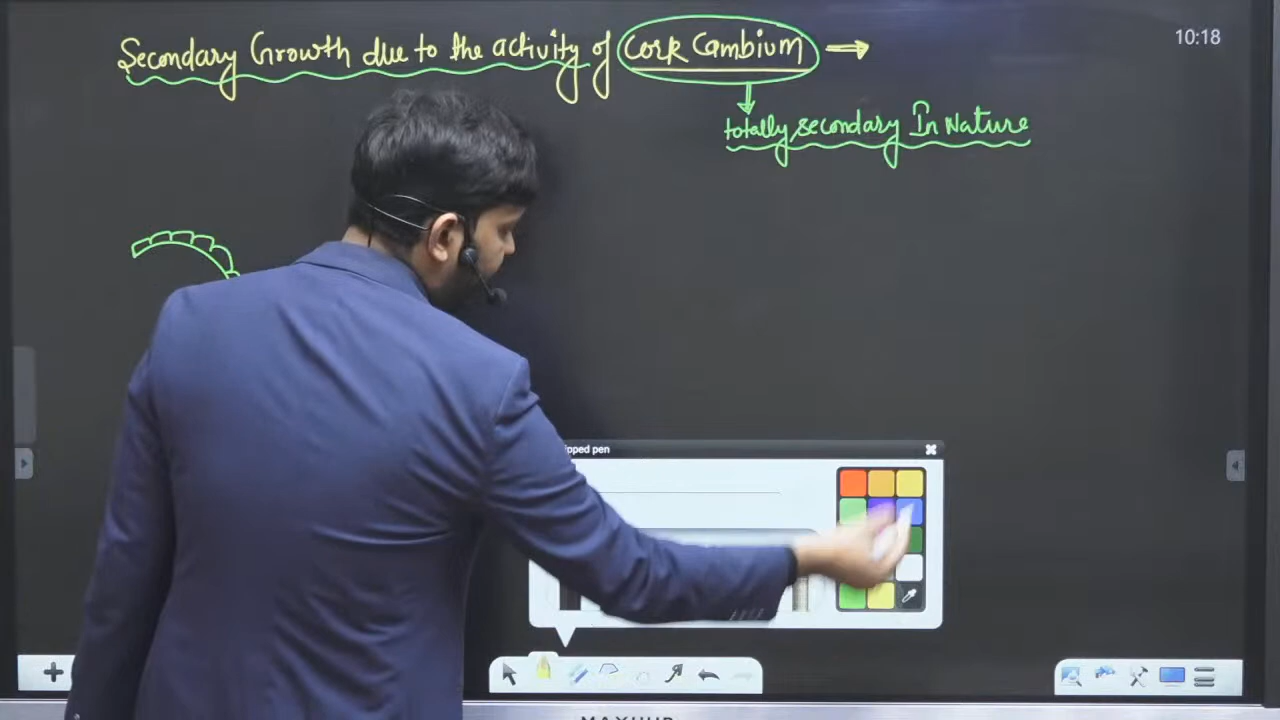 Secondary Growth due to the activity of Cork Cambium →
10:18
totally secondary In Nature
pped pen